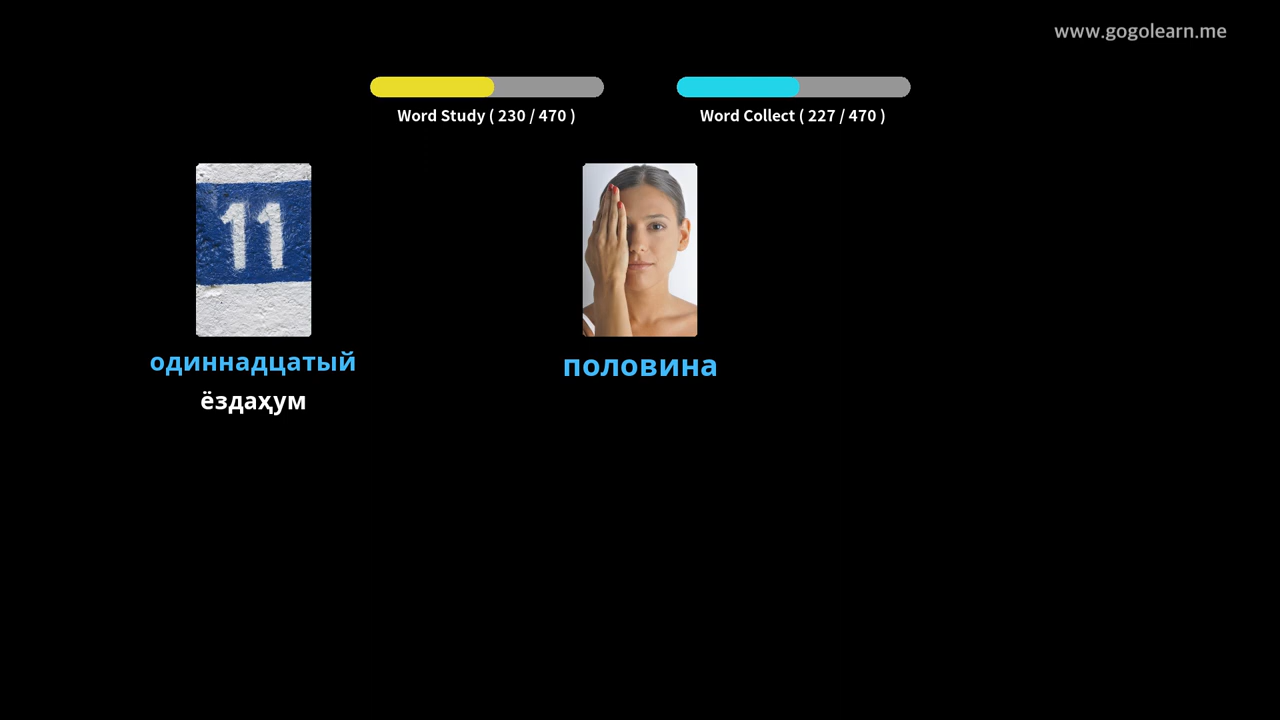 www.gogolearn.me
Word Study ( 230 / 470 )
Word Collect ( 227 / 470 )
11
одиннадцатый
половина
ёздаҳум